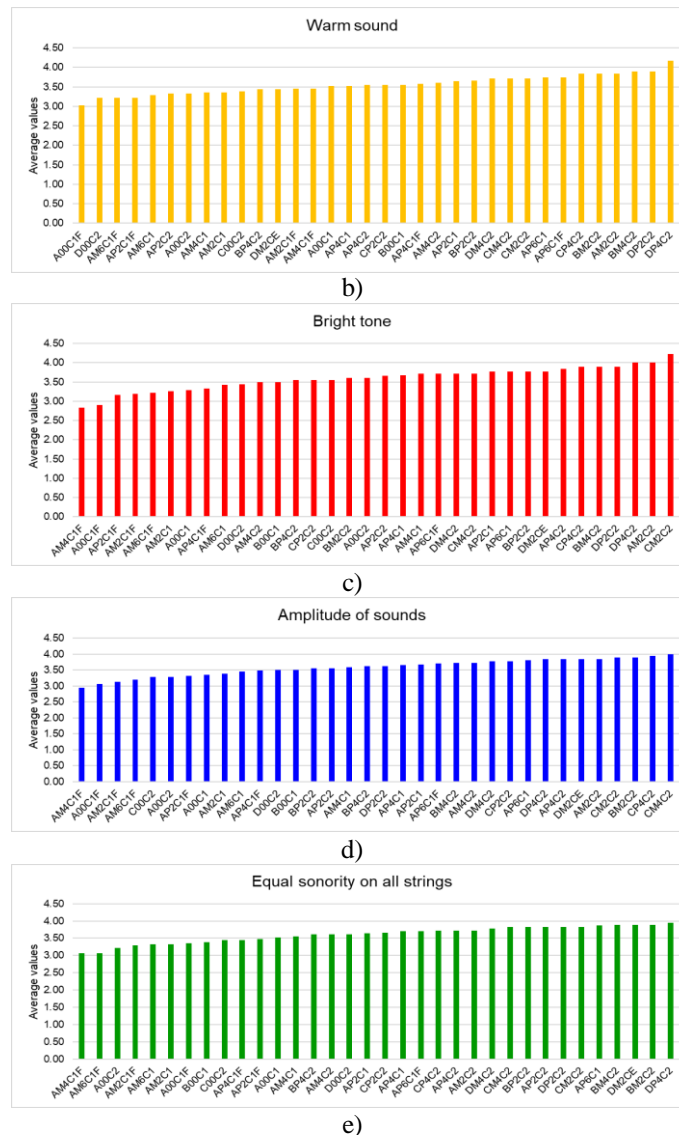 Warm sound
Average values
4.50
4.00
3.50
3.00
2.50
2.00
1.50
1.00
0.50
0.00
A00C1F D00C2 AM6C1F AP2C1F AM6C1 AP2C2 A00C2 AM4C1 AM2C1 C00C2 BP4C2 DM2CE AM2C1F AM4C1F A00C1 AP4C1 AP4C2 CP2C2 B00C1 AP4C1F AM4C2 AP2C1 BP2C2 DM4C2 CM4C2 CM2C2 AP6C1 AP6C1F CP4C2 BM2C2 AM2C2 BM4C2 DP2C2 DP4C2
b)
Bright tone
Average values
4.50
4.00
3.50
3.00
2.50
2.00
1.50
1.00
0.50
0.00
AM4C1F A00C1F AP2C1F AM2C1F AM6C1F AM2C1 A00C1 AP4C1F AM6C1 D00C2 AM4C2 B00C1 BP4C2 CP2C2 C00C2 BM2C2 A00C2 AP2C2 AP4C1 AM4C1 AP6C1F DM4C2 CM4C2 AP2C1 AP6C1 BP2C2 DM2CE AP4C2 CP4C2 BM4C2 DP2C2 DP4C2 AM2C2 CM2C2
c)
Amplitude of sounds
Average values
4.50
4.00
3.50
3.00
2.50
2.00
1.50
1.00
0.50
0.00
AM4C1F A00C1F AM2C1F AM6C1F C00C2 A00C2 AP2C1F A00C1 AM2C1 AM6C1 AP4C1F D00C2 B00C1 BP2C2 AP2C2 AM4C1 BP4C2 DP2C2 AP4C1 AP2C1 AP6C1F BM4C2 AM4C2 DM4C2 CP2C2 AP6C1 DP4C2 AP4C2 DM2CE AM2C2 CM2C2 BM2C2 CP4C2 CM4C2
d)
Equal sonority on all strings
Average values
4.50
4.00
3.50
3.00
2.50
2.00
1.50
1.00
0.50
0.00
AM4C1F AM6C1F A00C2 AM2C1F AM6C1 AM2C1 A00C1F B00C1 C00C2 AP4C1F AP2C1F A00C1 AM4C1 BP4C2 AM4C2 D00C2 AP2C1 CP2C2 AP4C1 AP6C1F CP4C2 AP4C2 AM2C2 DM4C2 CM4C2 BP2C2 AP2C2 DP2C2 CM2C2 AP6C1 BM4C2 DM2CE BM2C2 DP4C2
e)